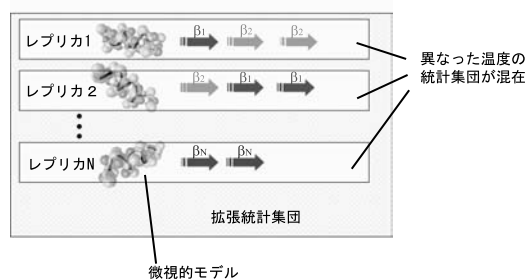 レプリカ1 β1 β2 β2
レプリカ2 β2 β1 β1
レプリカN βN βN
異なった温度の
統計集団が混在
拡張統計集団
微視的モデル